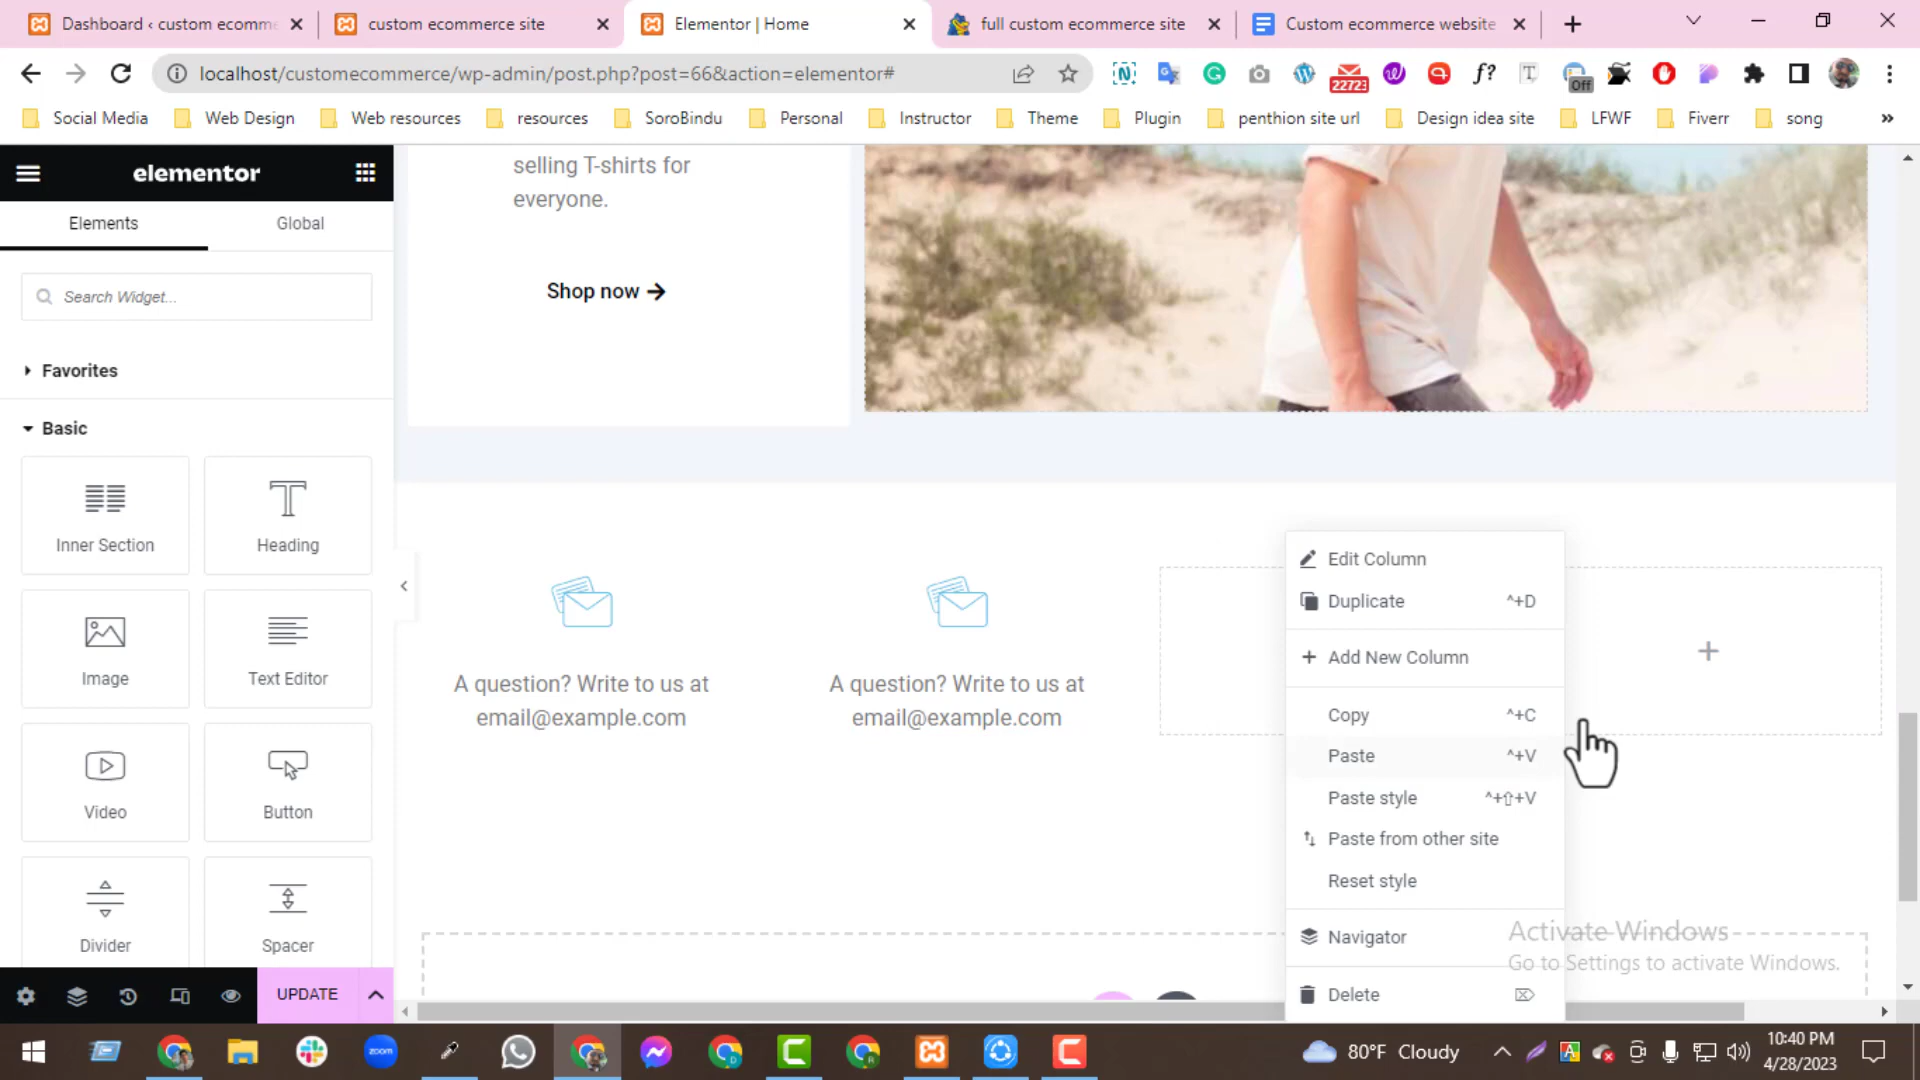 Dashboard ‹ custom ecomme
custom ecommerce site
Elementor | Home
full custom ecommerce site
Custom ecommerce website
localhost/customecommerce/wp-admin/post.php?post=66&action=elementor#
22723
f?
Off
Social Media
Web Design
Web resources
resources
SoroBindu
Personal
Instructor
Theme
Plugin
penthion site url
Design idea site
LFWF
Fiverr
song
»
elementor
Elements
Global
Search Widget...
Favorites
Basic
Inner Section
Heading
Image
Text Editor
Video
Button
Divider
Spacer
UPDATE
selling T-shirts for
everyone.
Shop now →
A question? Write to us at
email@example.com
A question? Write to us at
email@example.com
Edit Column
Duplicate ^+D
Add New Column
Copy ^+C
Paste ^+V
Paste style ^+⇧+V
Paste from other site
Reset style
Navigator
Delete ⌦
Activate Windows
Go to Settings to activate Windows.
zoom
80°F Cloudy
10:40 PM
4/28/2023